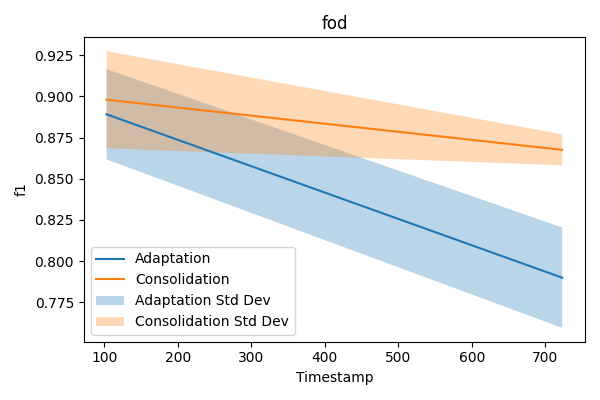 fod
0.925
0.900
0.875
0.850
0.825
0.800
0.775
f1
Adaptation
Consolidation
Adaptation Std Dev
Consolidation Std Dev
100 200 300 400 500 600 700
Timestamp